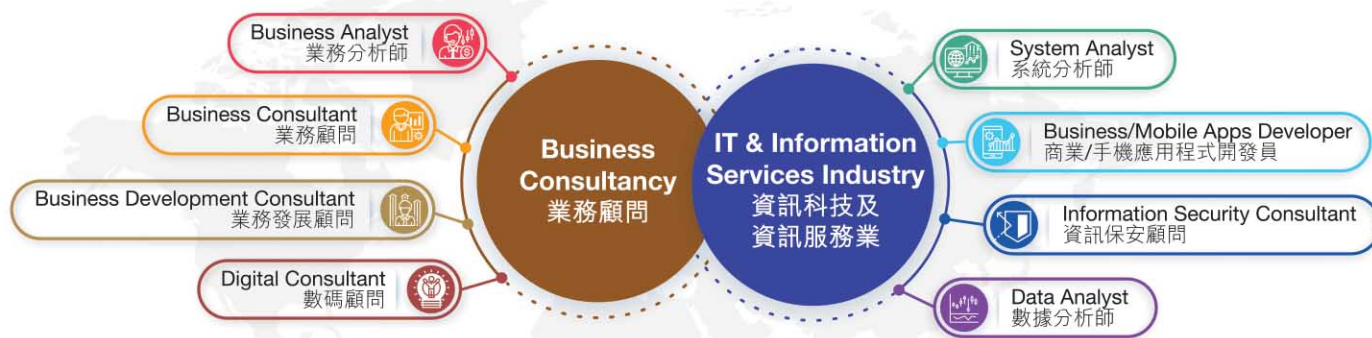 Business Analyst
業務分析師
Business Consultant
業務顧問
Business Development Consultant
業務發展顧問
Digital Consultant
數碼顧問
Business
Consultancy
業務顧問
IT & Information
Services Industry
資訊科技及
資訊服務業
System Analyst
系統分析師
Business/Mobile Apps Developer
商業/手機應用程式開發員
Information Security Consultant
資訊保安顧問
Data Analyst
數據分析師